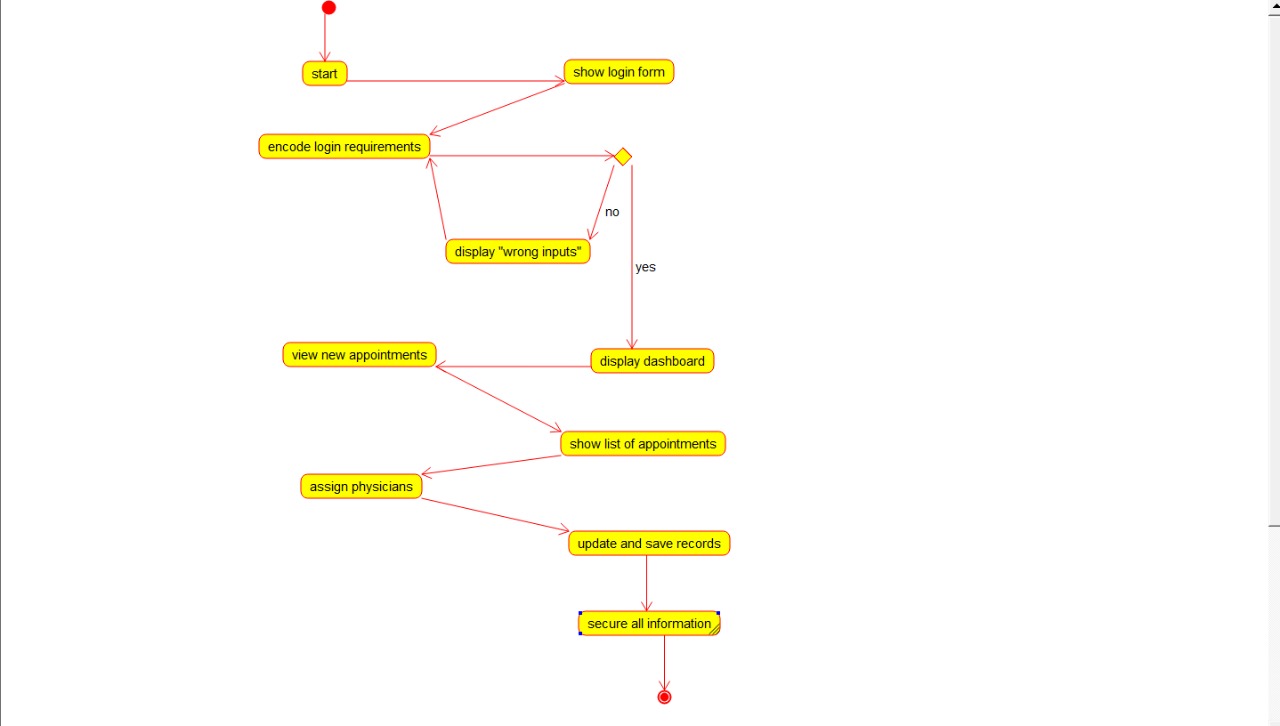 start
show login form
encode login requirements
no
display "wrong inputs"
yes
view new appointments
display dashboard
show list of appointments
assign physicians
update and save records
secure all information